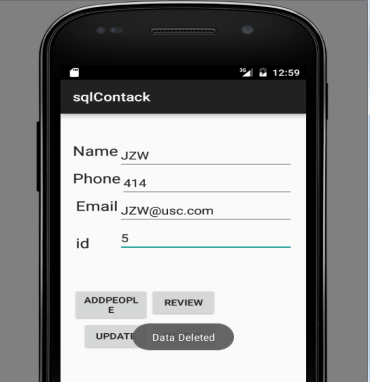 3G 12:59
sqlContack
Name JZW
Phone 414
Email JZW@usc.com
id 5
ADDPEOPL
E
REVIEW
UPDATE
Data Deleted